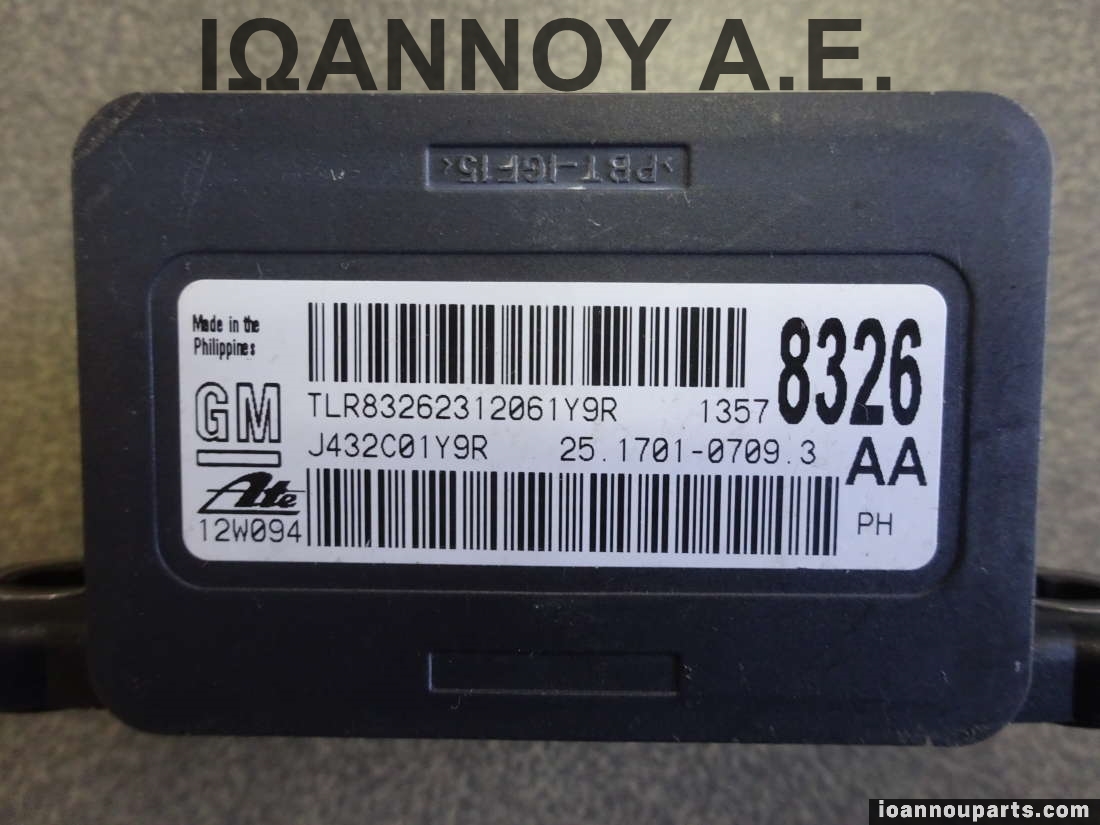 ΙΩΑΝΝΟΥ Α.Ε.
>PBT-IGF15<
Made in the
Philippines
GM
TLR83262312061Y9R 1357 8326
J432C01Y9R 25.1701-0709.3 AA
Ate
12W094 PH
ioannouparts.com